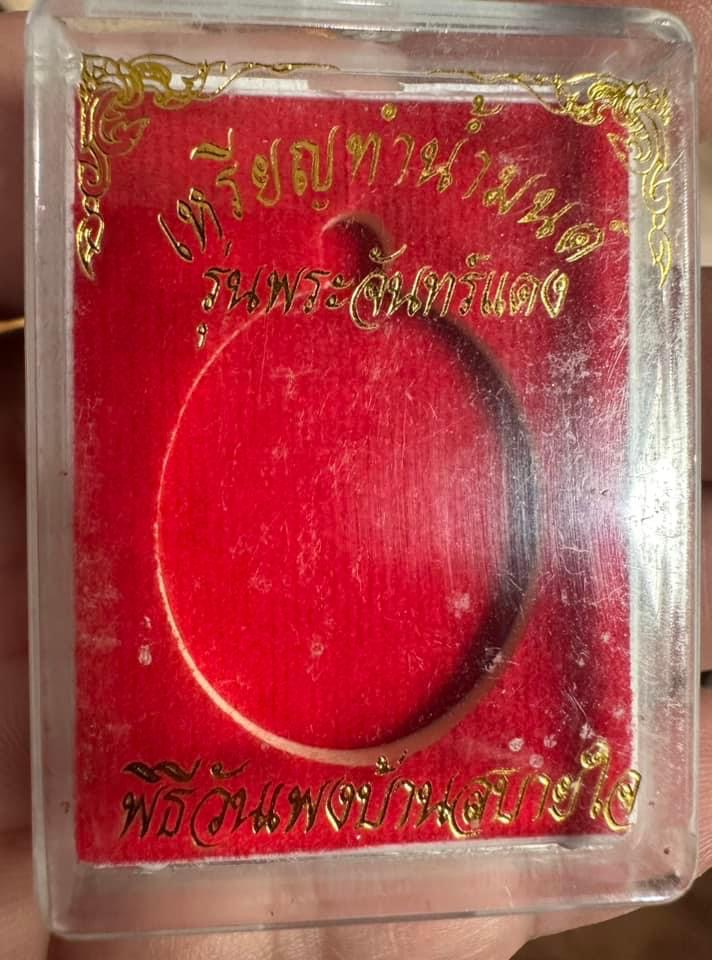 เหรียญทำน้ำมนต์
รุ่นพระจันทร์แดง
พิธีวันเพงบ้านสบายใจ